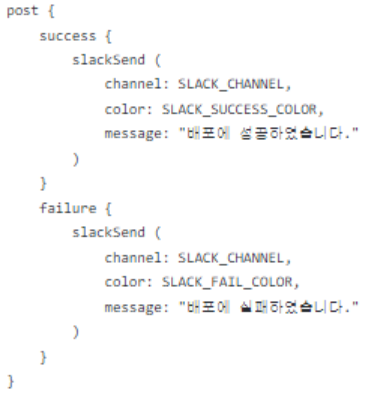 post {
    success {
        slackSend (
            channel: SLACK_CHANNEL,
            color: SLACK_SUCCESS_COLOR,
            message: "배포에 성공하였습니다."
        )
    }
    failure {
        slackSend (
            channel: SLACK_CHANNEL,
            color: SLACK_FAIL_COLOR,
            message: "배포에 실패하였습니다."
        )
    }
}